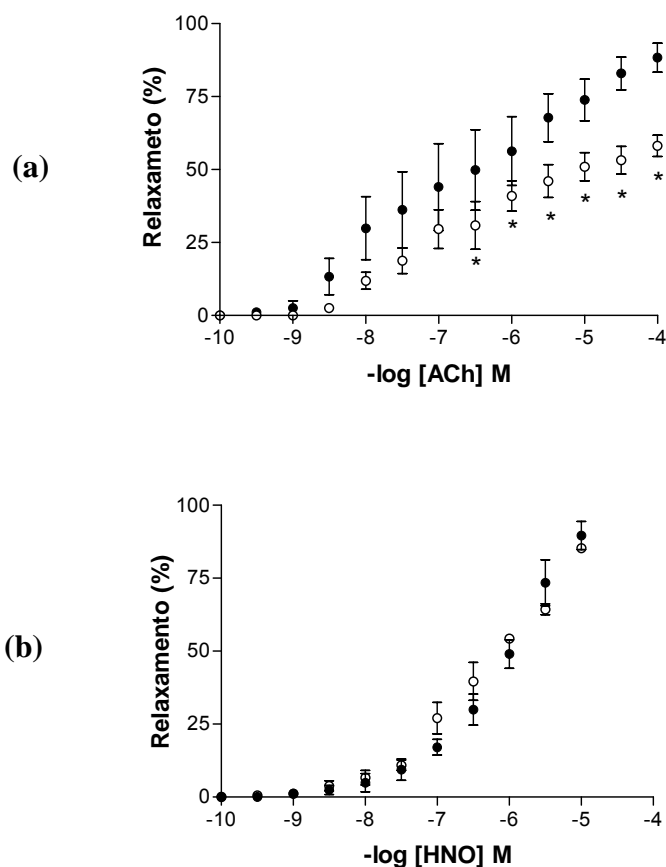 (a)
Relaxameto (%)
100
75
50
25
0
-10 -9 -8 -7 -6 -5 -4
* * * * * *
-log [ACh] M
(b)
Relaxamento (%)
100
75
50
25
0
-10 -9 -8 -7 -6 -5 -4
-log [HNO] M